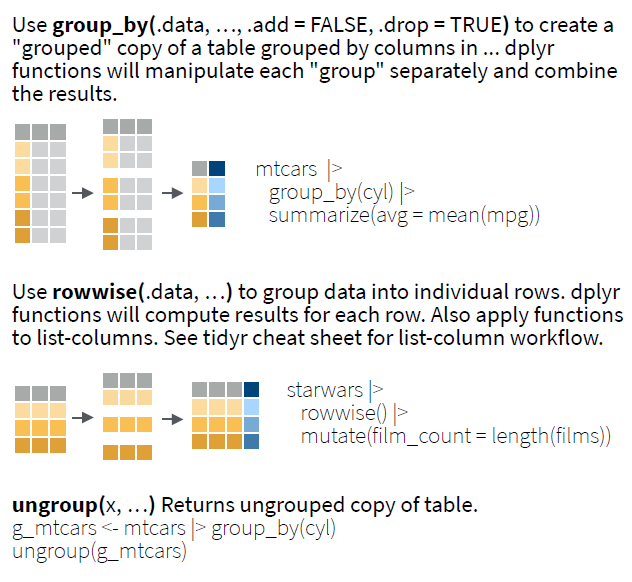 Use group_by(.data, …, .add = FALSE, .drop = TRUE) to create a
"grouped" copy of a table grouped by columns in ... dplyr
functions will manipulate each "group" separately and combine
the results.
mtcars |>
group_by(cyl) |>
summarize(avg = mean(mpg))
Use rowwise(.data, …) to group data into individual rows. dplyr
functions will compute results for each row. Also apply functions
to list-columns. See tidyr cheat sheet for list-column workflow.
starwars |>
rowwise() |>
mutate(film_count = length(films))
ungroup(x, …) Returns ungrouped copy of table.
g_mtcars <- mtcars |> group_by(cyl)
ungroup(g_mtcars)